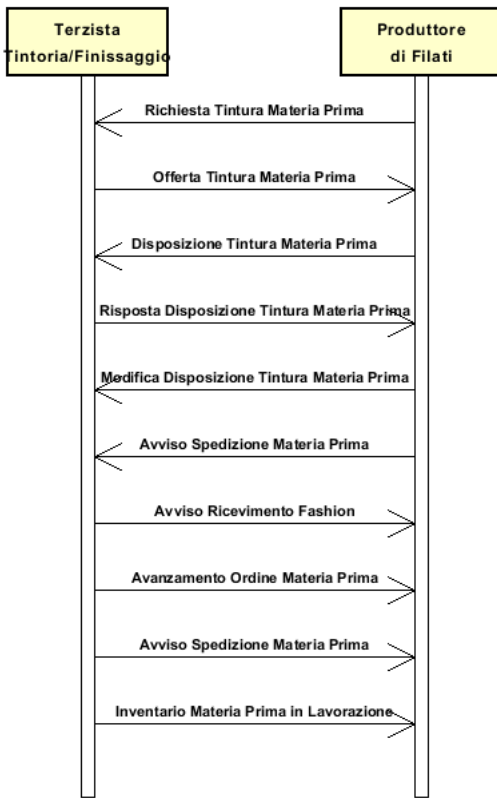 Terzista
Tintoria/Finissaggio
Produttore
di Filati
Richiesta Tintura Materia Prima
Offerta Tintura Materia Prima
Disposizione Tintura Materia Prima
Risposta Disposizione Tintura Materia Prima
Modifica Disposizione Tintura Materia Prima
Avviso Spedizione Materia Prima
Avviso Ricevimento Fashion
Avanzamento Ordine Materia Prima
Avviso Spedizione Materia Prima
Inventario Materia Prima in Lavorazione